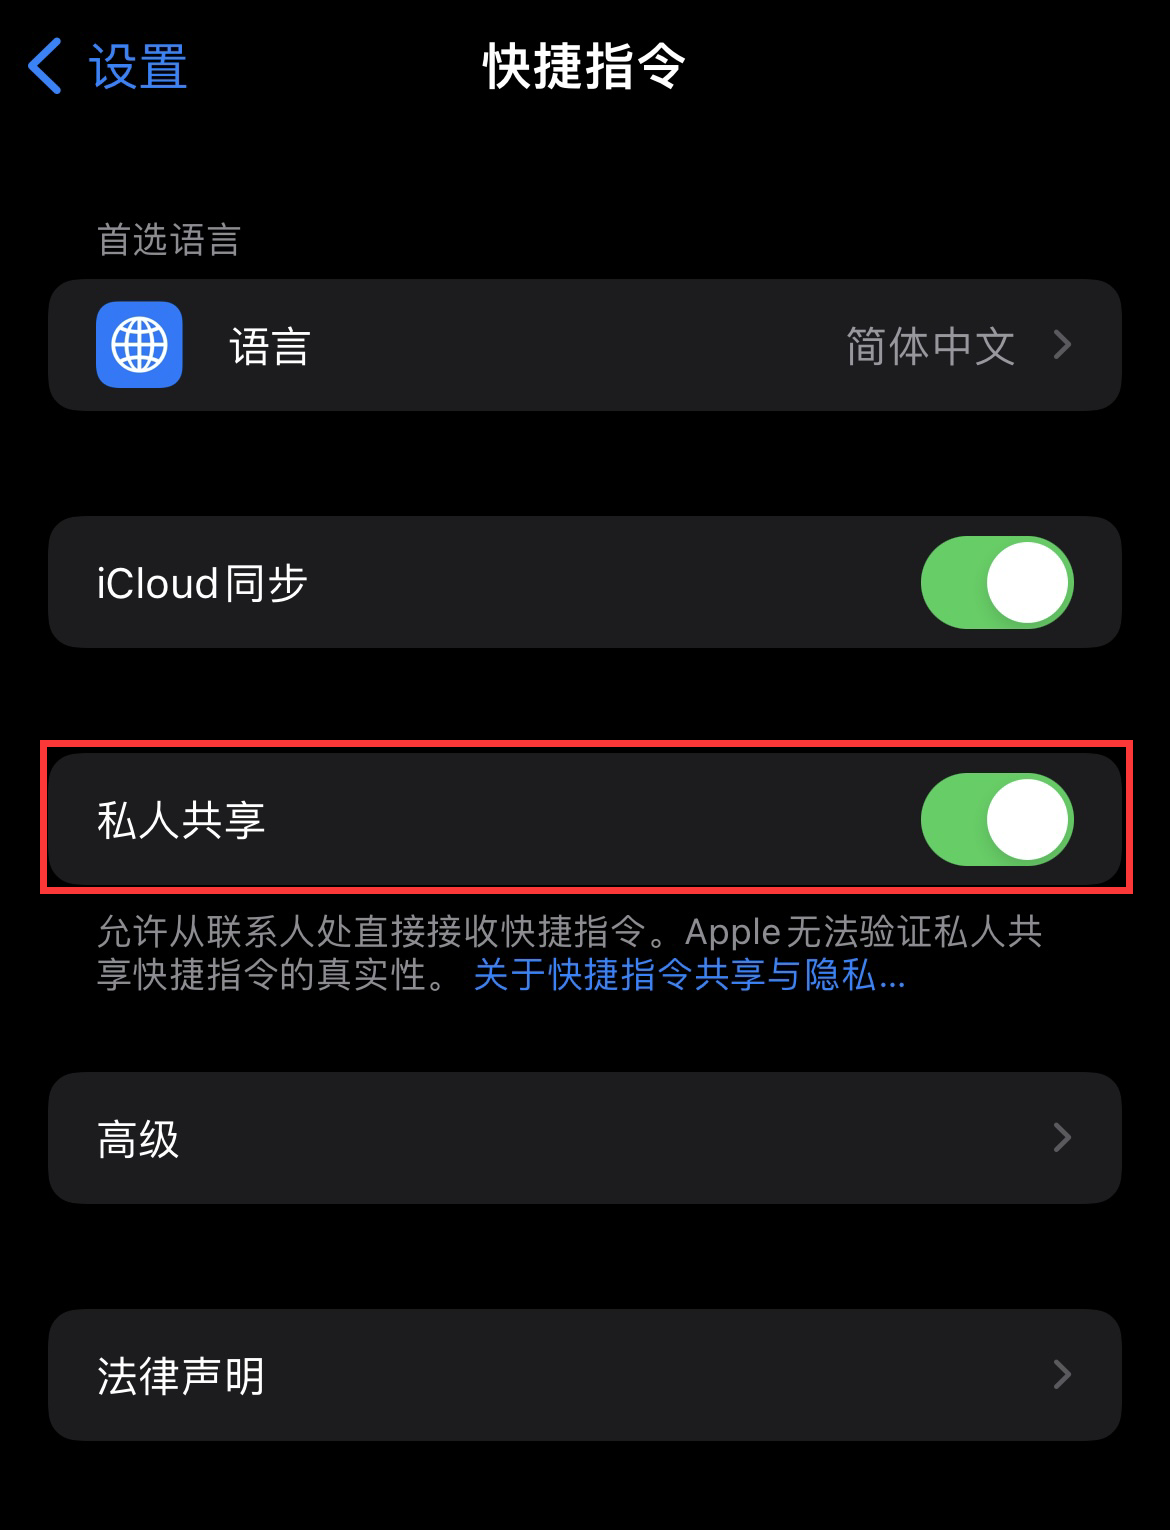 设置
快捷指令
首选语言
语言
简体中文
iCloud同步
私人共享
允许从联系人处直接接收快捷指令。Apple无法验证私人共
享快捷指令的真实性。 关于快捷指令共享与隐私...
高级
法律声明